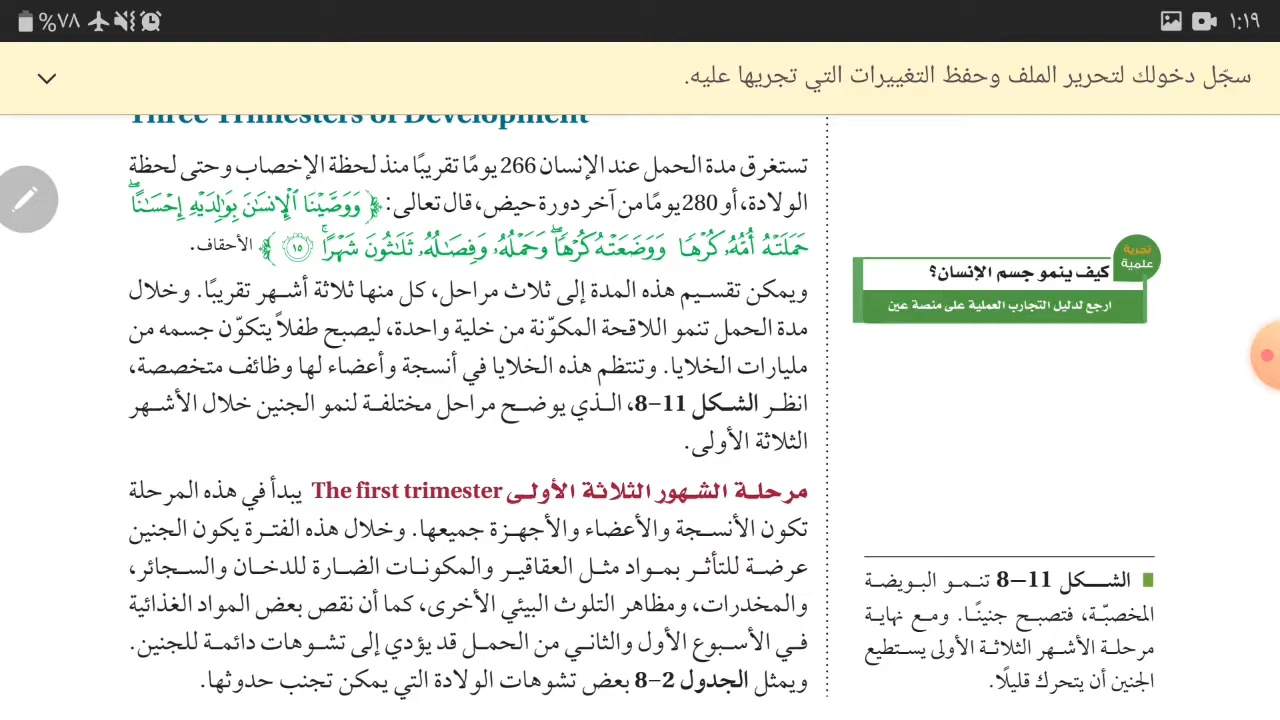 ١:١٩
%٧٨
سجّل دخولك لتحرير الملف وحفظ التغييرات التي تجريها عليه.
Three Trimesters of Development
تستغرق مدة الحمل عند الإنسان 266 يومًا تقريبًا منذ لحظة الإخصاب وحتى لحظة
الولادة، أو 280 يومًا من آخر دورة حيض، قال تعالى: ﴿ وَوَصَّيْنَا ٱلْإِنسَٰنَ بِوَٰلِدَيْهِ إِحْسَٰنًاۖ
حَمَلَتْهُ أُمُّهُۥ كُرْهًا وَوَضَعَتْهُ كُرْهًاۖ وَحَمْلُهُۥ وَفِصَٰلُهُۥ ثَلَٰثُونَ شَهْرًاۚ ١٥ ﴾ الأحقاف.
ويمكن تقسيم هذه المدة إلى ثلاث مراحل، كل منها ثلاثة أشهر تقريبًا. وخلال
مدة الحمل تنمو اللاقحة المكوّنة من خلية واحدة، ليصبح طفلاً يتكوّن جسمه من
مليارات الخلايا. وتنتظم هذه الخلايا في أنسجة وأعضاء لها وظائف متخصصة،
انظر الشكل 11-8، الذي يوضح مراحل مختلفة لنمو الجنين خلال الأشهر
الثلاثة الأولى.
مرحلة الشهور الثلاثة الأولى The first trimester يبدأ في هذه المرحلة
تكون الأنسجة والأعضاء والأجهزة جميعها. وخلال هذه الفترة يكون الجنين
عرضة للتأثر بمواد مثل العقاقير والمكونات الضارة للدخان والسجائر،
والمخدرات، ومظاهر التلوث البيئي الأخرى، كما أن نقص بعض المواد الغذائية
في الأسبوع الأول والثاني من الحمل قد يؤدي إلى تشوهات دائمة للجنين.
ويمثل الجدول 2-8 بعض تشوهات الولادة التي يمكن تجنب حدوثها.
تجربة
علمية
كيف ينمو جسم الإنسان؟
ارجع لدليل التجارب العملية على منصة عين
الشكل 11-8 تنمو البويضة
المخصبّة، فتصبح جنينًا. ومع نهاية
مرحلة الأشهر الثلاثة الأولى يستطيع
الجنين أن يتحرك قليلًا.